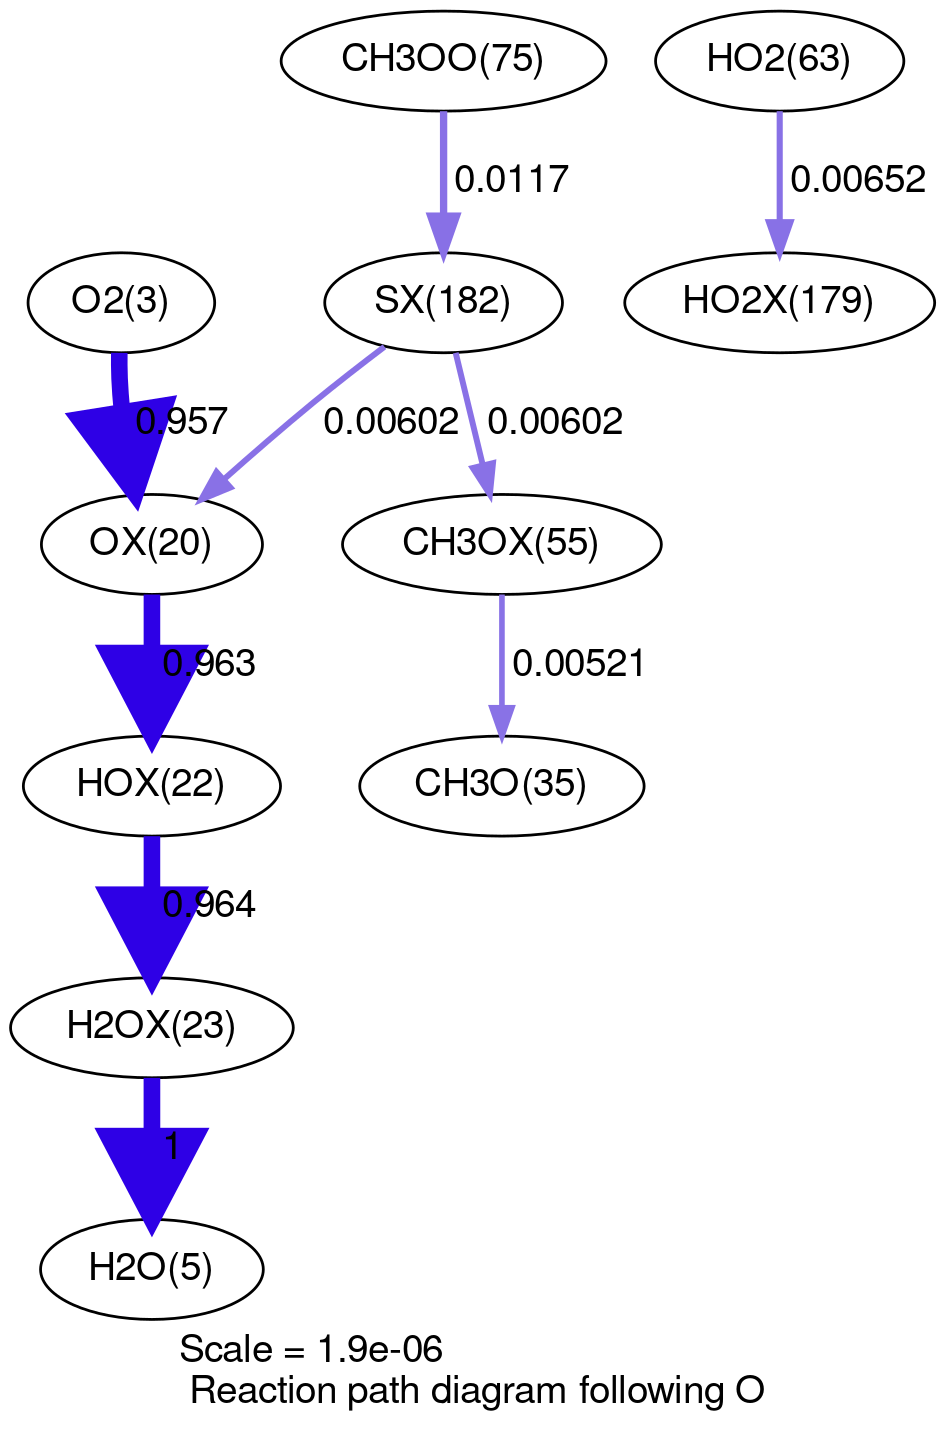 CH3OO(75)
HO2(63)
0.0117
0.00652
O2(3)
SX(182)
HO2X(179)
0.957
0.00602
0.00602
OX(20)
CH3OX(55)
0.963
0.00521
HOX(22)
CH3O(35)
0.964
H2OX(23)
1
H2O(5)
Scale = 1.9e-06
Reaction path diagram following O